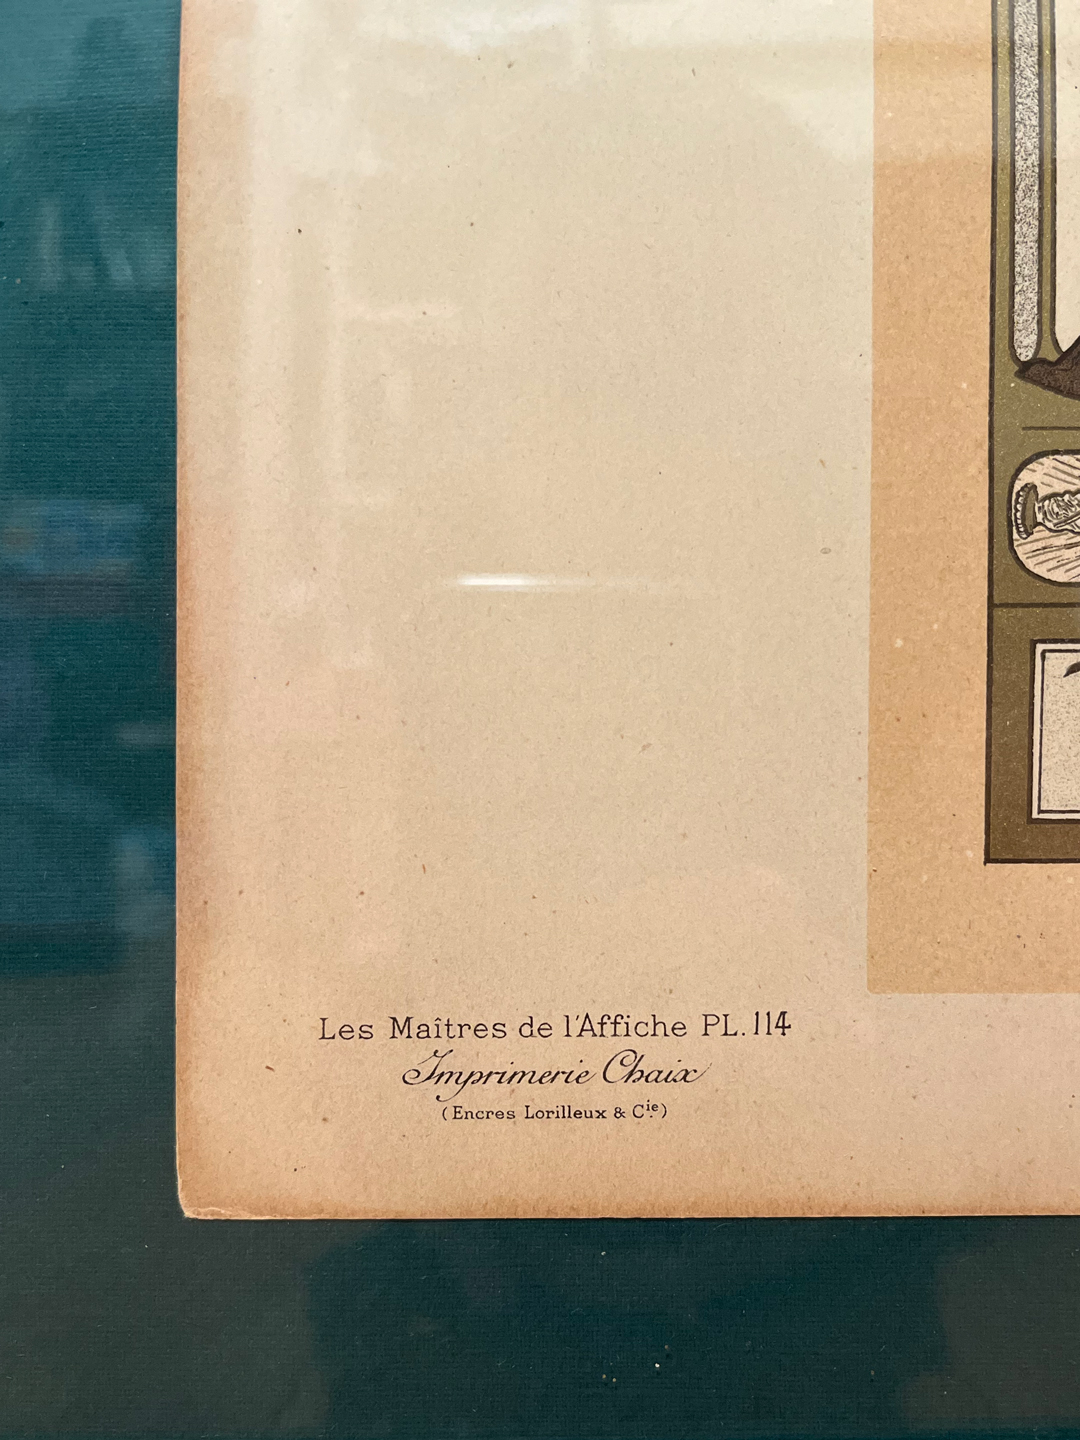 Les Maîtres de l'Affiche PL.114
Imprimerie Chaix
(Encres Lorilleux & Cie.)